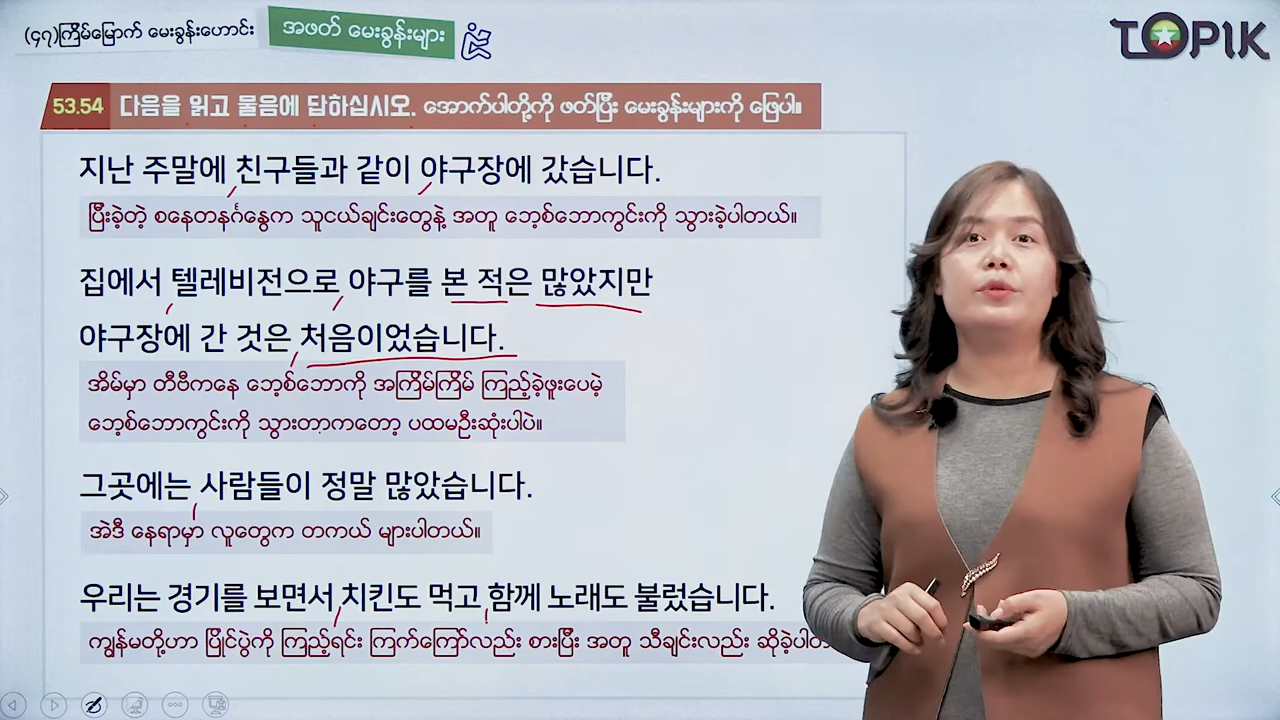 (၄၇)ကြိမ်မြောက် မေးခွန်းဟောင်း
အဖတ် မေးခွန်းများ
TOPIK
53.54 다음을 읽고 물음에 답하십시오. အောက်ပါတို့ကို ဖတ်ပြီး မေးခွန်းများကို ဖြေပါ။
지난 주말에 친구들과 같이 야구장에 갔습니다.
ပြီးခဲ့တဲ့ စနေတနင်္ဂနွေက သူငယ်ချင်းတွေနဲ့ အတူ ဘေ့စ်ဘောကွင်းကို သွားခဲ့ပါတယ်။
집에서 텔레비전으로 야구를 본 적은 많았지만
야구장에 간 것은 처음이었습니다.
အိမ်မှာ တီဗီကနေ ဘေ့စ်ဘောကို အကြိမ်ကြိမ် ကြည့်ခဲ့ဖူးပေမဲ့
ဘေ့စ်ဘောကွင်းကို သွားတာကတော့ ပထမဦးဆုံးပါပဲ။
그곳에는 사람들이 정말 많았습니다.
အဲဒီ နေရာမှာ လူတွေက တကယ် များပါတယ်။
우리는 경기를 보면서 치킨도 먹고 함께 노래도 불렀습니다.
ကျွန်မတို့ဟာ ပြိုင်ပွဲကို ကြည့်ရင်း ကြက်ကြော်လည်း စားပြီး အတူ သီချင်းလည်း